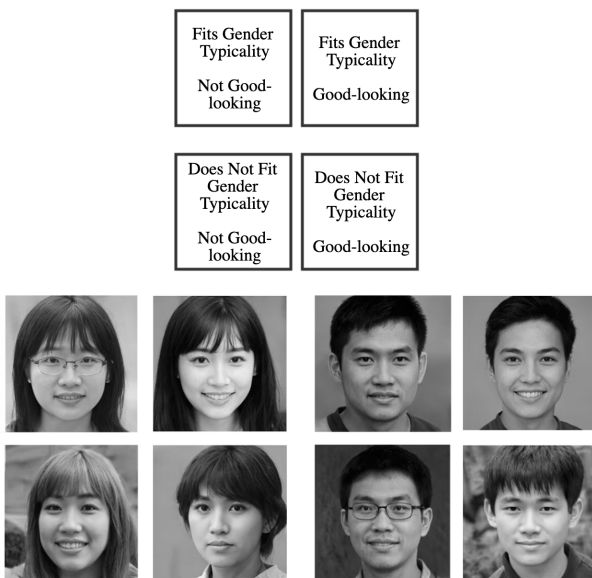 Fits Gender
Typicality
Not Good-
looking
Fits Gender
Typicality
Good-looking
Does Not Fit
Gender
Typicality
Not Good-
looking
Does Not Fit
Gender
Typicality
Good-looking